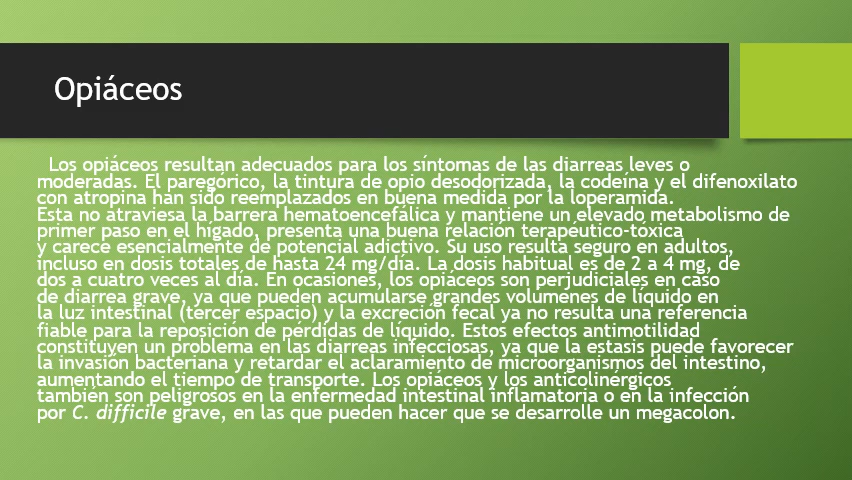 Opiáceos
Los opiáceos resultan adecuados para los síntomas de las diarreas leves o
moderadas. El paregórico, la tintura de opio desodorizada, la codeína y el difenoxilato
con atropina han sido reemplazados en buena medida por la loperamida.
Esta no atraviesa la barrera hematoencefálica y mantiene un elevado metabolismo de
primer paso en el hígado, presenta una buena relación terapéutico-tóxica
y carece esencialmente de potencial adictivo. Su uso resulta seguro en adultos,
incluso en dosis totales de hasta 24 mg/día. La dosis habitual es de 2 a 4 mg, de
dos a cuatro veces al día. En ocasiones, los opiáceos son perjudiciales en caso
de diarrea grave, ya que pueden acumularse grandes volúmenes de líquido en
la luz intestinal (tercer espacio) y la excreción fecal ya no resulta una referencia
fiable para la reposición de pérdidas de líquido. Estos efectos antimotilidad
constituyen un problema en las diarreas infecciosas, ya que la estasis puede favorecer
la invasión bacteriana y retardar el aclaramiento de microorganismos del intestino,
aumentando el tiempo de transporte. Los opiáceos y los anticolinérgicos
también son peligrosos en la enfermedad intestinal inflamatoria o en la infección
por C. difficile grave, en las que pueden hacer que se desarrolle un megacolon.